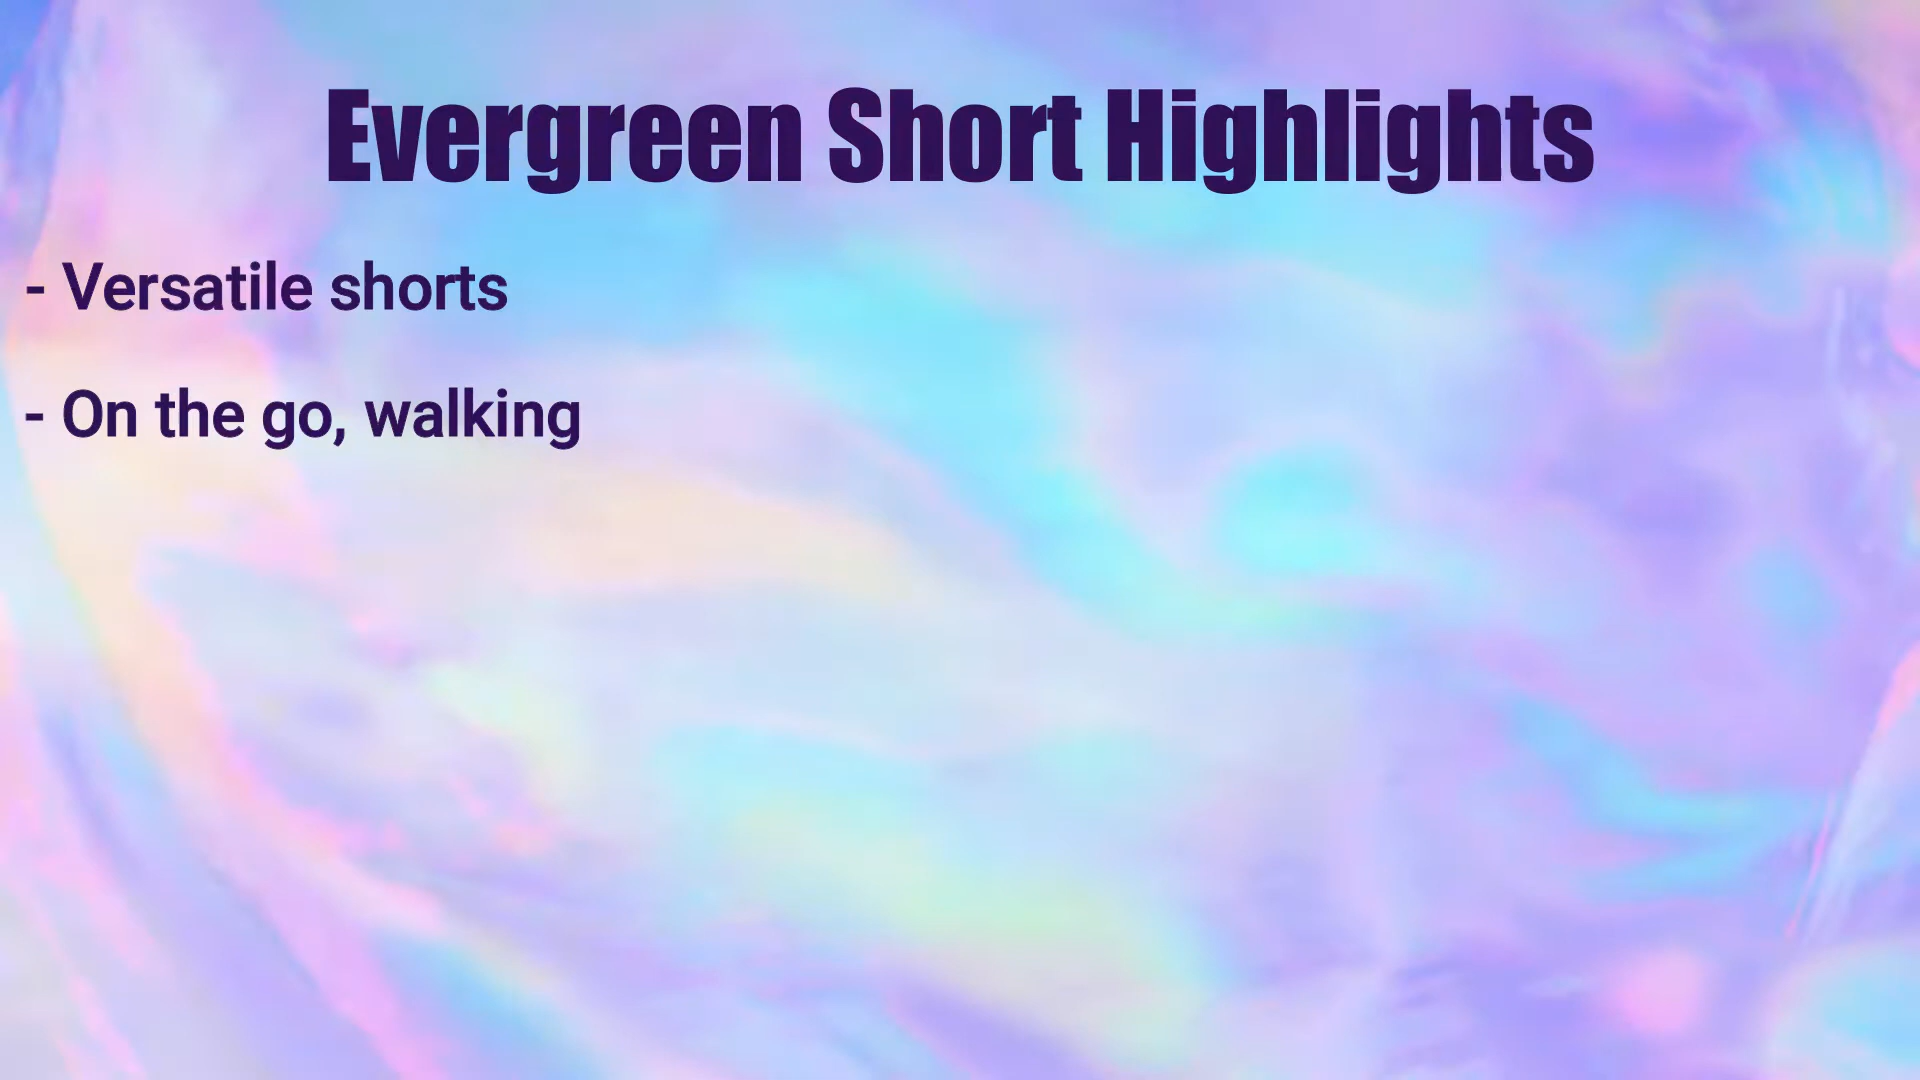 Evergreen Short Highlights
- Versatile shorts
- On the go, walking